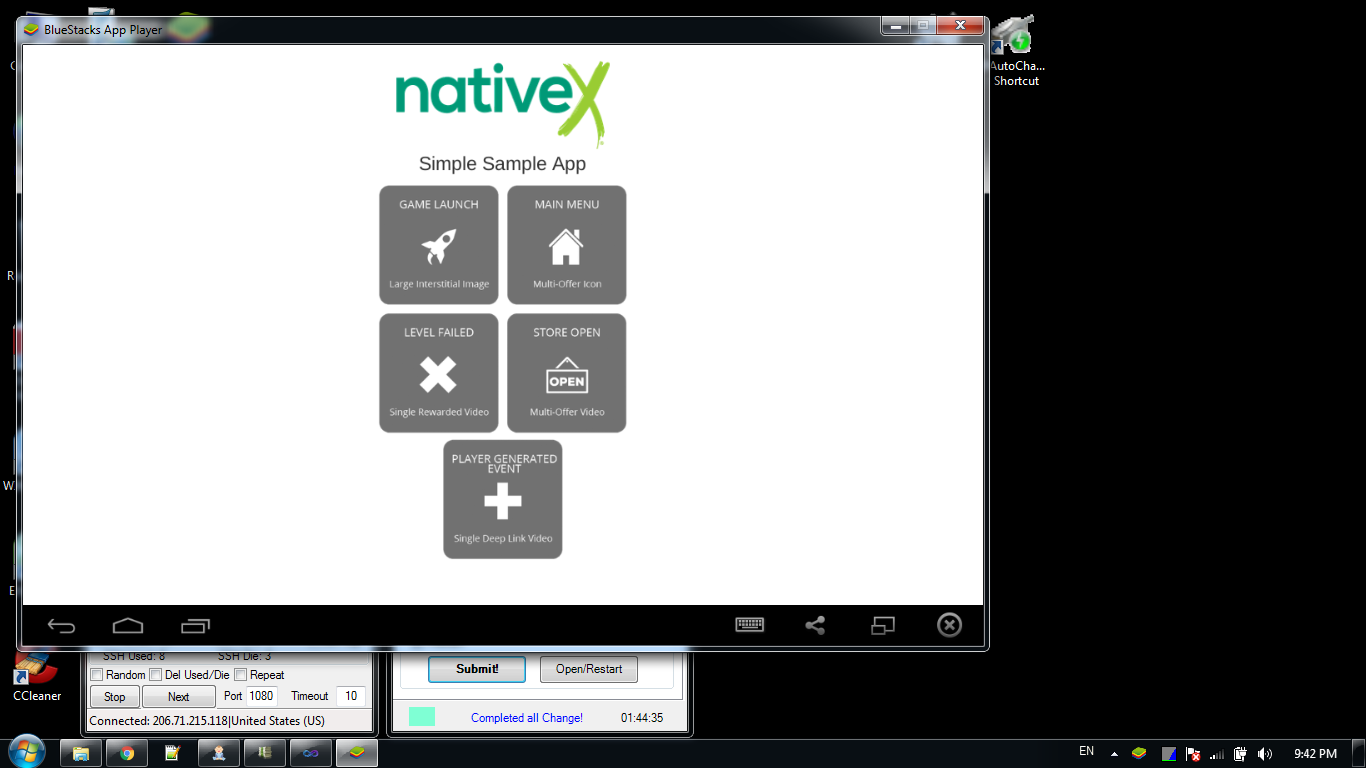 BlueStacks App Player
nativeX
Simple Sample App
GAME LAUNCH
Large Interstitial Image
MAIN MENU
Multi-Offer Icon
LEVEL FAILED
Single Rewarded Video
STORE OPEN
OPEN
Multi-Offer Video
PLAYER GENERATED
EVENT
Single Deep Link Video
AutoCha...
Shortcut
CCleaner
SSH Used: 8 SSH Die: 3
Random Del Used/Die Repeat
Stop Next Port 1080 Timeout 10
Connected: 206.71.215.118|United States (US)
Submit! Open/Restart
Completed all Change! 01:44:35
EN 9:42 PM